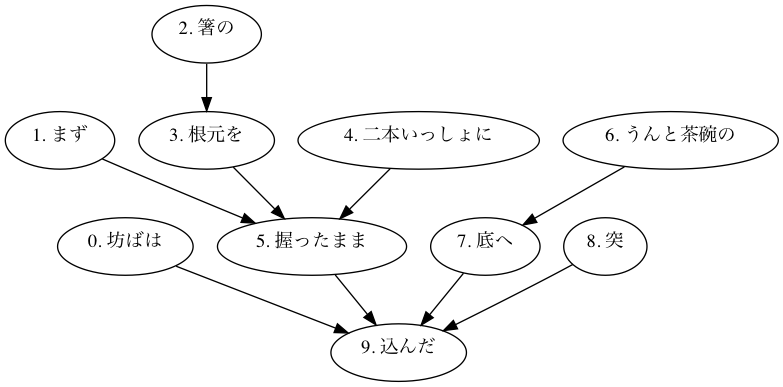 2. 箸の
1. まず
3. 根元を
4. 二本いっしょに
6. うんと茶碗の
0. 坊ばは
5. 握ったまま
7. 底へ
8. 突
9. 込んだ